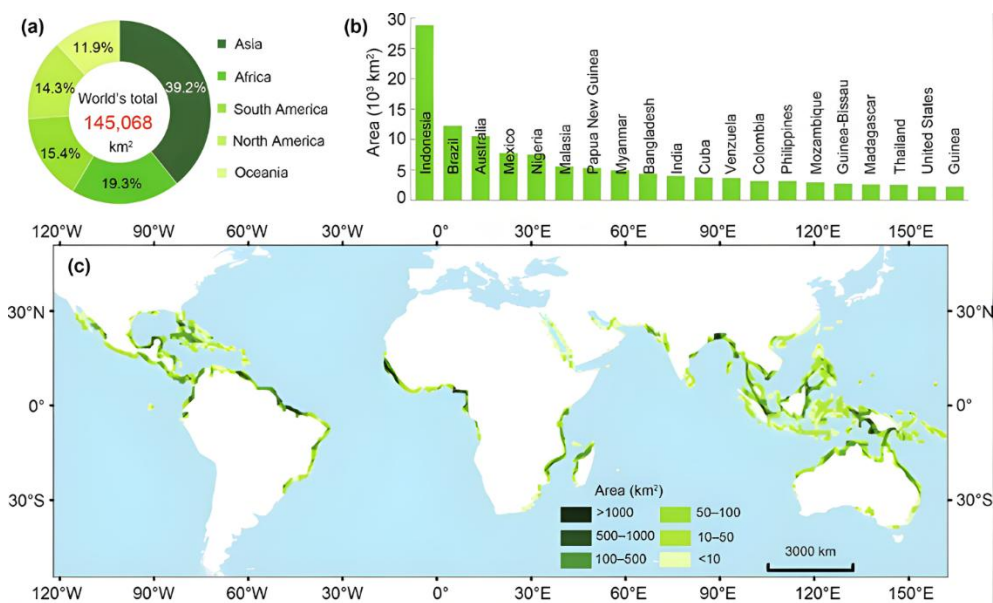 (a)
11.9%
14.3%
39.2%
15.4%
19.3%
World's total
145,068
km²
Asia
Africa
South America
North America
Oceania
(b)
Area (10³ km²)
30
25
20
15
10
5
0
Indonesia
Brazil
Australia
Mexico
Nigeria
Malasia
Papua New Guinea
Myanmar
Bangladesh
India
Cuba
Venzuela
Colombia
Philippines
Mozambique
Guinea-Bissau
Madagascar
Thailand
United States
Guinea
120°W 90°W 60°W 30°W 0°E 30°E 60°E 90°E 120°E 150°E
(c)
30°N 30°N
0° 0°
30°S 30°S
Area (km²)
>1000 50–100
500–1000 10–50
100–500 <10
3000 km
120°W 90°W 60°W 30°W 0°E 30°E 60°E 90°E 120°E 150°E